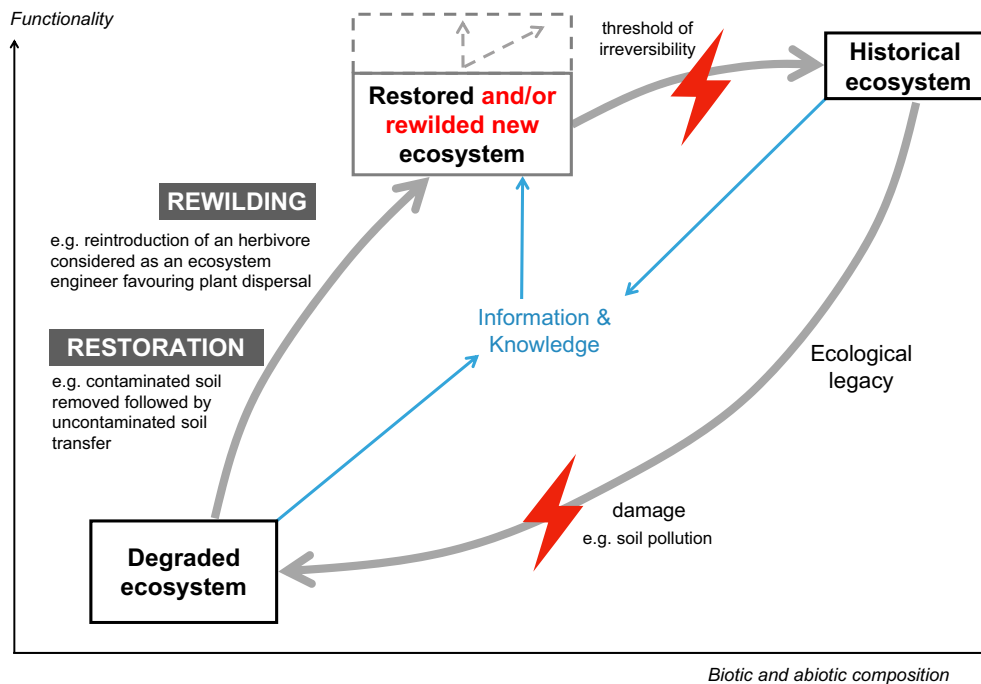 Functionality
threshold of
irreversibility
Historical
ecosystem
Restored and/or
rewilded new
ecosystem
REWILDING
e.g. reintroduction of an herbivore
considered as an ecosystem
engineer favouring plant dispersal
Information &
Knowledge
RESTORATION
e.g. contaminated soil
removed followed by
uncontaminated soil
transfer
Ecological
legacy
damage
e.g. soil pollution
Degraded
ecosystem
Biotic and abiotic composition